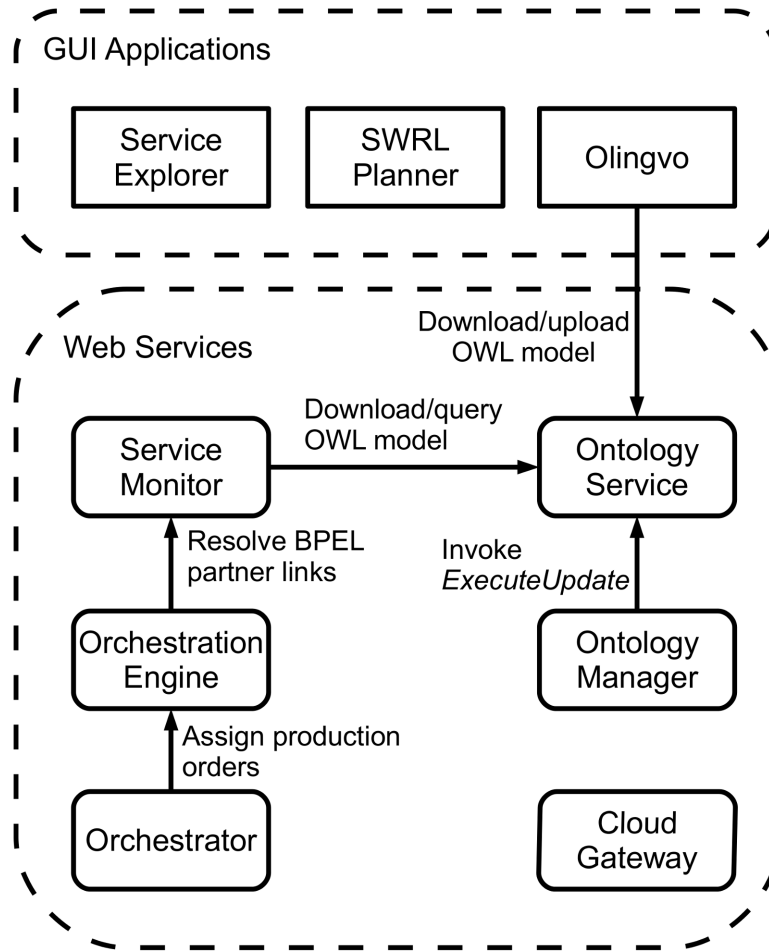 GUI Applications
Service
Explorer
SWRL
Planner
Olingvo
Download/upload
OWL model
Web Services
Download/query
OWL model
Service
Monitor
Ontology
Service
Resolve BPEL
partner links
Invoke
ExecuteUpdate
Orchestration
Engine
Ontology
Manager
Assign production
orders
Orchestrator
Cloud
Gateway